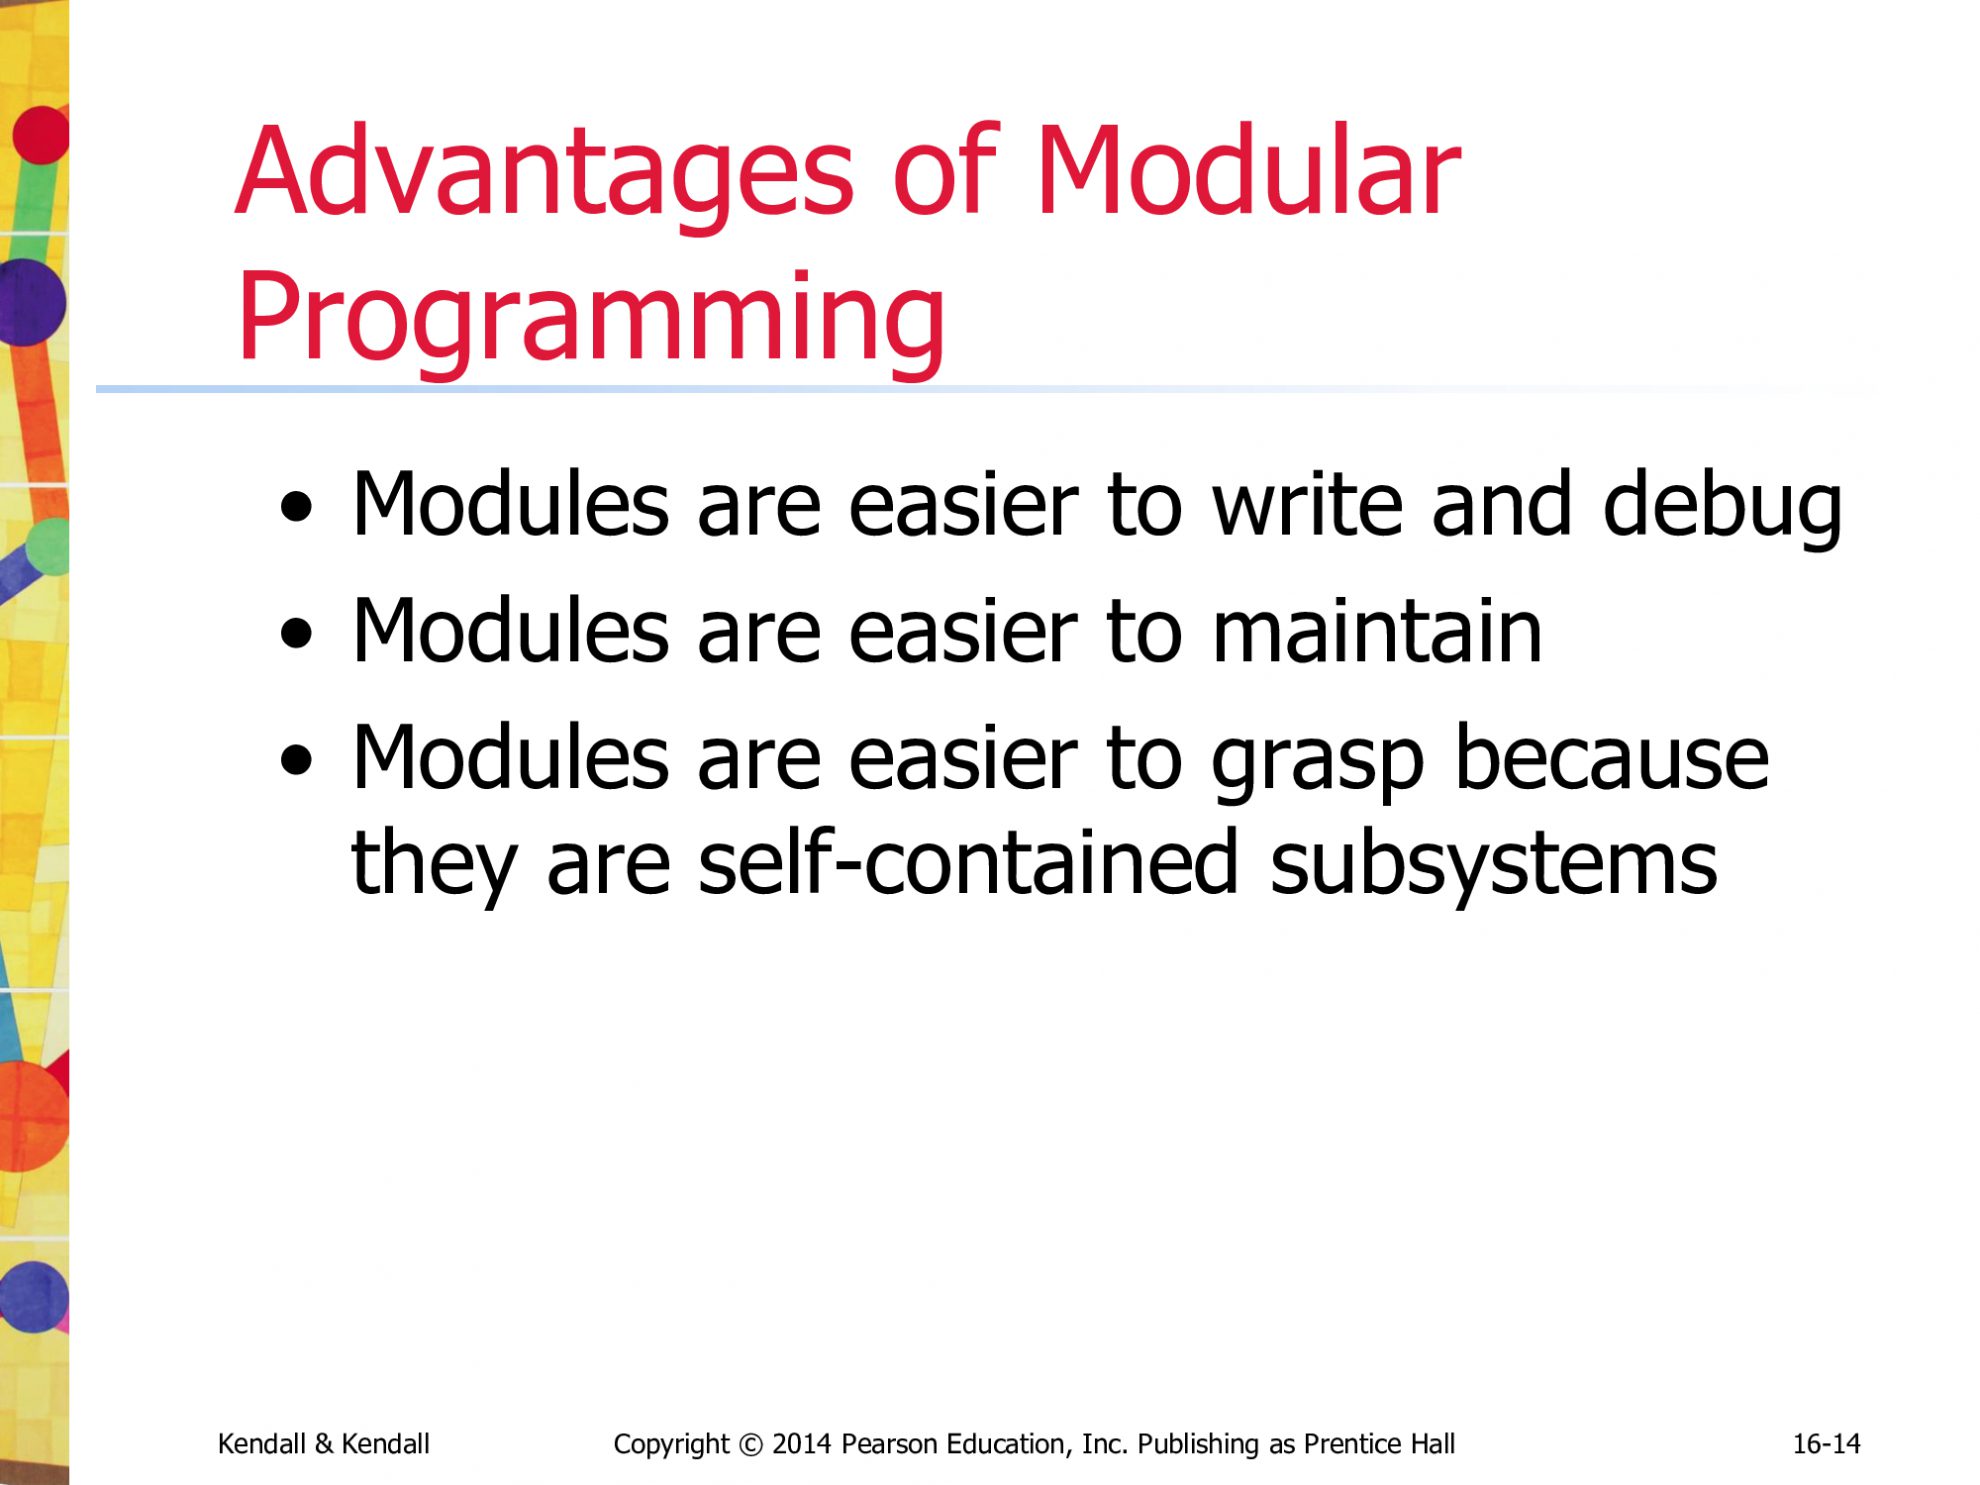 Advantages of Modular
Programming
• Modules are easier to write and debug
• Modules are easier to maintain
• Modules are easier to grasp because
they are self-contained subsystems
Kendall & Kendall
Copyright © 2014 Pearson Education, Inc. Publishing as Prentice Hall
16-14